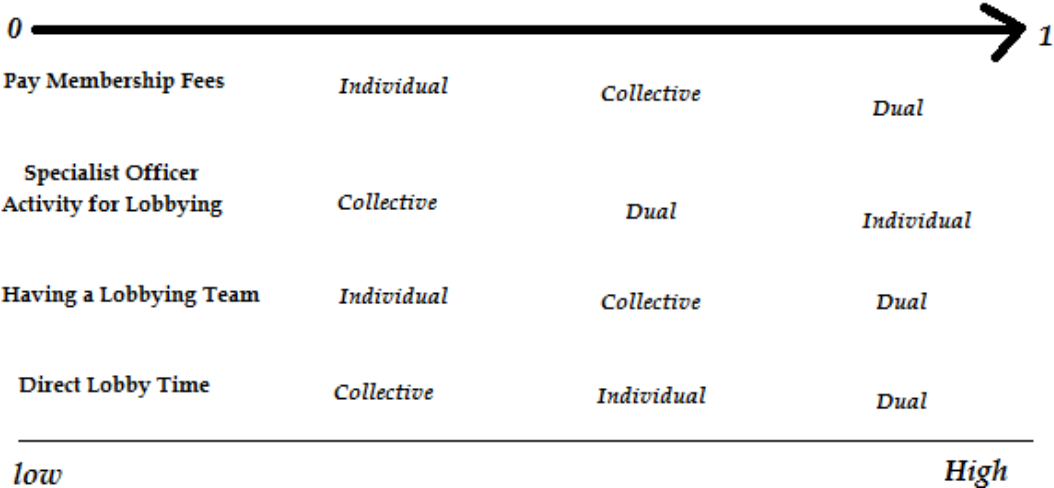 0 1
Pay Membership Fees Individual Collective Dual
Specialist Officer
Activity for Lobbying Collective Dual Individual
Having a Lobbying Team Individual Collective Dual
Direct Lobby Time Collective Individual Dual
low High